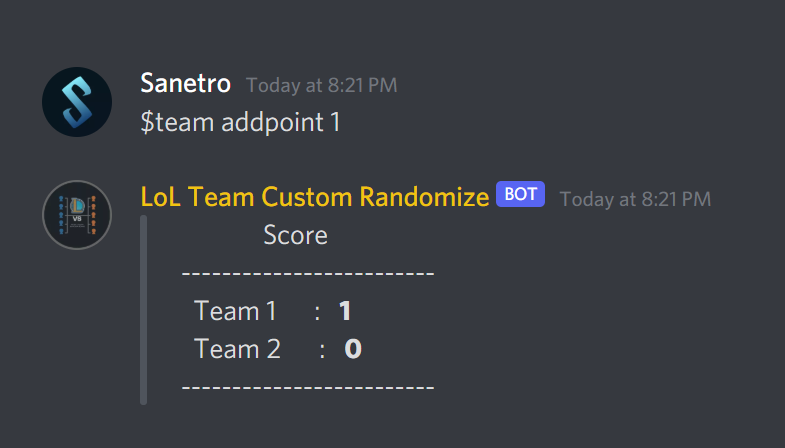 Sanetro Today at 8:21 PM
$team addpoint 1
LoL Team Custom Randomize BOT Today at 8:21 PM
Score
-------------------------
Team 1 : 1
Team 2 : 0
-------------------------
VS